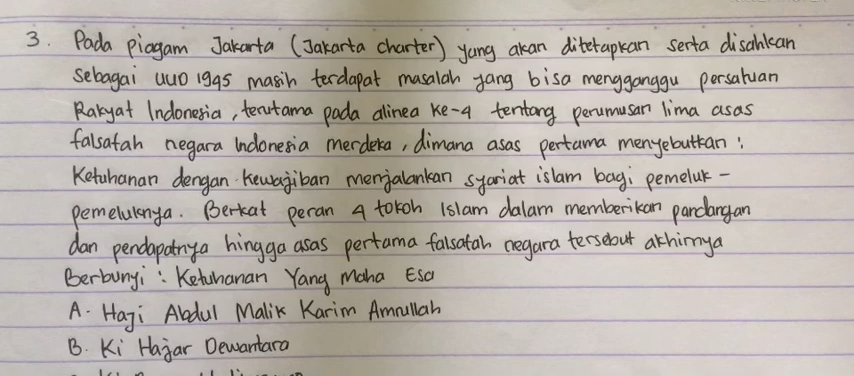 3. Pada piagam Jakarta (Jakarta charter) yang akan ditetapkan serta disahkan
sebagai UUD 1945 masih terdapat masalah yang bisa mengganggu persatuan
Rakyat Indonesia, terutama pada alinea ke-4 tentang perumusan lima asas
falsafah negara Indonesia merdeka, dimana asas pertama menyebutkan :
Ketuhanan dengan kewajiban menjalankan syariat islam bagi pemeluk -
pemeluknya. Berkat peran 4 tokoh Islam dalam memberikan pandangan
dan pendapatnya hingga asas pertama falsafah negara tersebut akhirnya
Berbunyi : Ketuhanan Yang Maha Esa
A. Haji Abdul Malik Karim Amrullah
B. Ki Hajar Dewantara